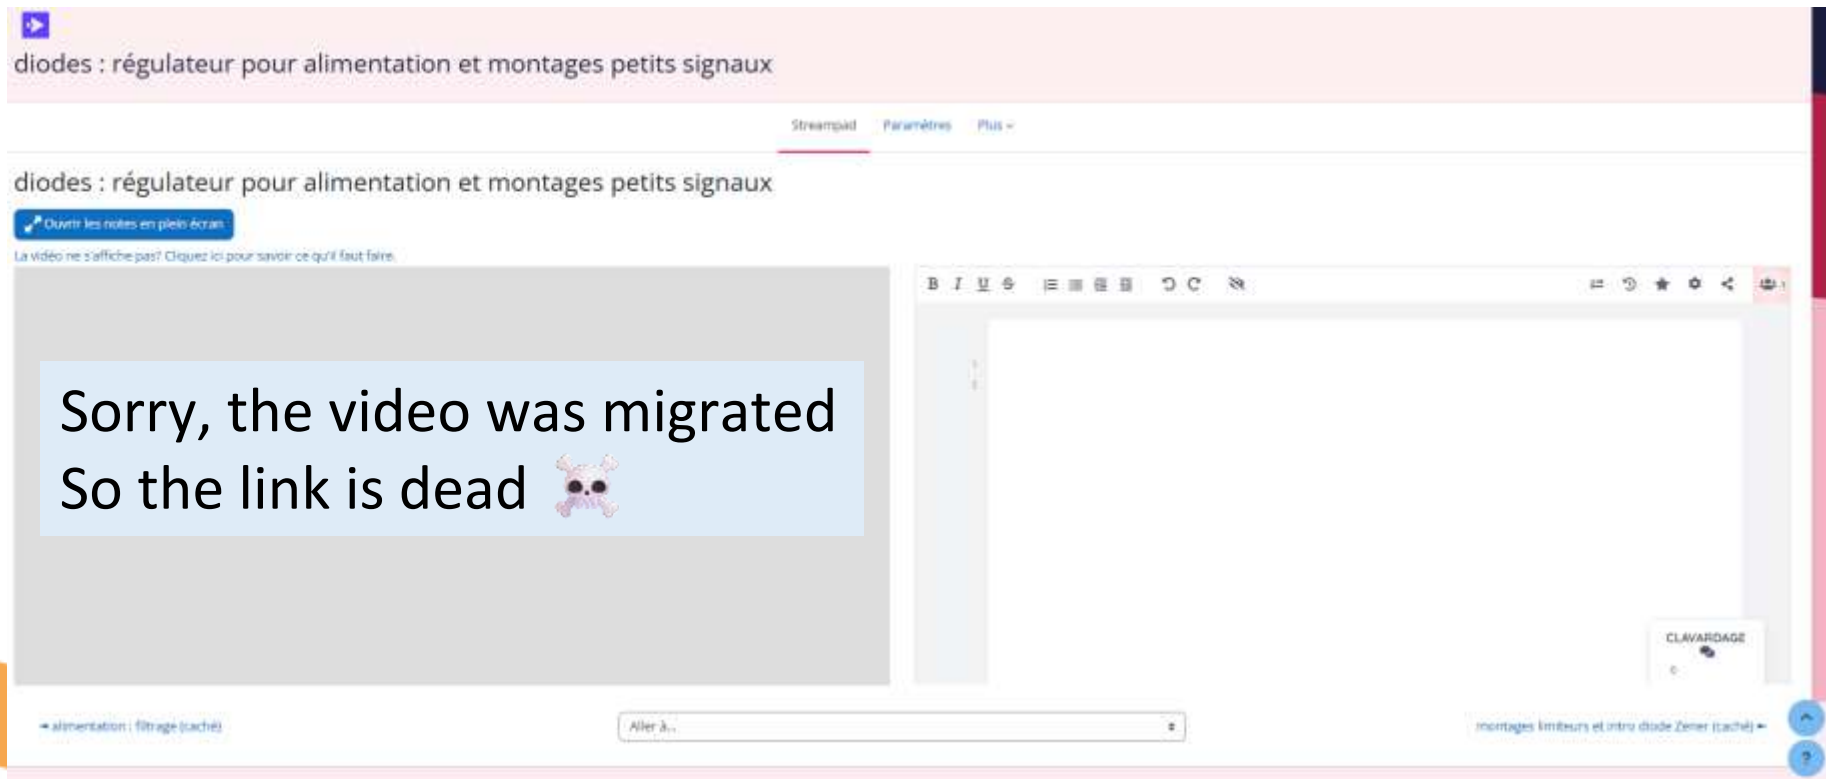 diodes : régulateur pour alimentation et montages petits signaux
Streampad Paramètres Plus
diodes : régulateur pour alimentation et montages petits signaux
Ouvrir les notes en plein écran
La vidéo ne s'affiche pas? Cliquez ici pour savoir ce qu'il faut faire.
B I U S
Sorry, the video was migrated
So the link is dead
CLAVARDAGE
0
alimentation : filtrage (caché)
Aller à...
montages limiteurs et intro diode Zener (caché)
?